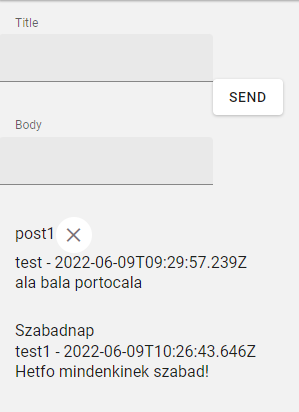 Title
SEND
Body
post1
test - 2022-06-09T09:29:57.239Z
ala bala portocala
Szabadnap
test1 - 2022-06-09T10:26:43.646Z
Hetfo mindenkinek szabad!